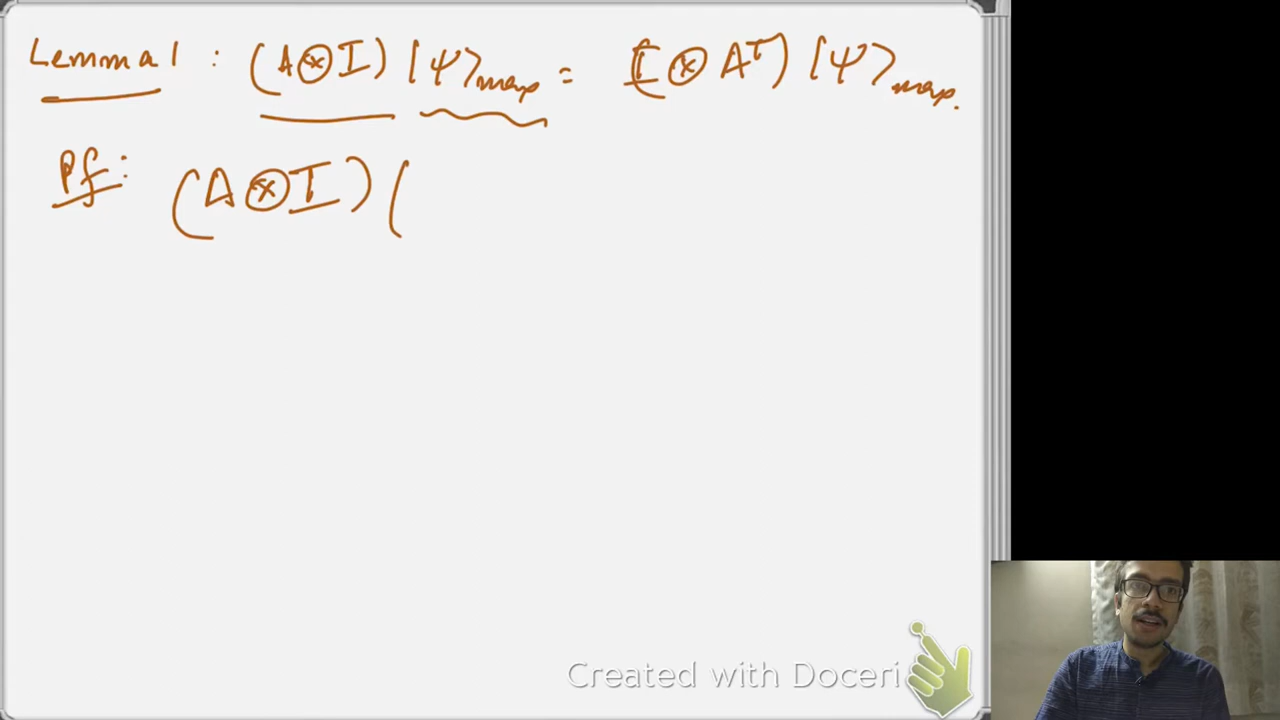 Lemma 1 : (A ⊗ I) |Ψ⟩max = (I ⊗ Aᵀ) |Ψ⟩max.
Pf: (A ⊗ I) (
Created with Doceri